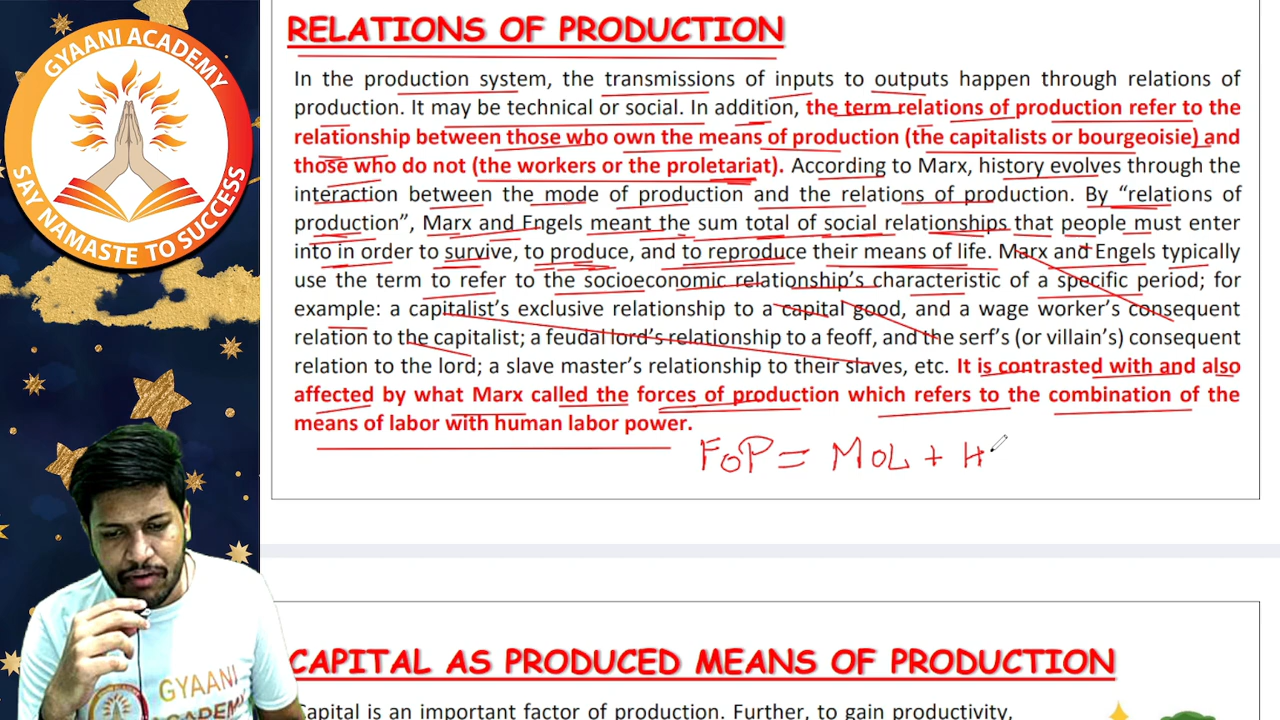 GYAANI ACADEMY
SAY NAMASTE TO SUCCESS
RELATIONS OF PRODUCTION
In the production system, the transmissions of inputs to outputs happen through relations of
production. It may be technical or social. In addition, the term relations of production refer to the
relationship between those who own the means of production (the capitalists or bourgeoisie) and
those who do not (the workers or the proletariat). According to Marx, history evolves through the
interaction between the mode of production and the relations of production. By “relations of
production”, Marx and Engels meant the sum total of social relationships that people must enter
into in order to survive, to produce, and to reproduce their means of life. Marx and Engels typically
use the term to refer to the socioeconomic relationship’s characteristic of a specific period; for
example: a capitalist’s exclusive relationship to a capital good, and a wage worker’s consequent
relation to the capitalist; a feudal lord’s relationship to a feoff, and the serf’s (or villain’s) consequent
relation to the lord; a slave master’s relationship to their slaves, etc. It is contrasted with and also
affected by what Marx called the forces of production which refers to the combination of the
means of labor with human labor power.
FOP = MOL + H
CAPITAL AS PRODUCED MEANS OF PRODUCTION
Capital is an important factor of production. Further, to gain productivity,
GYAANI
ACADEM